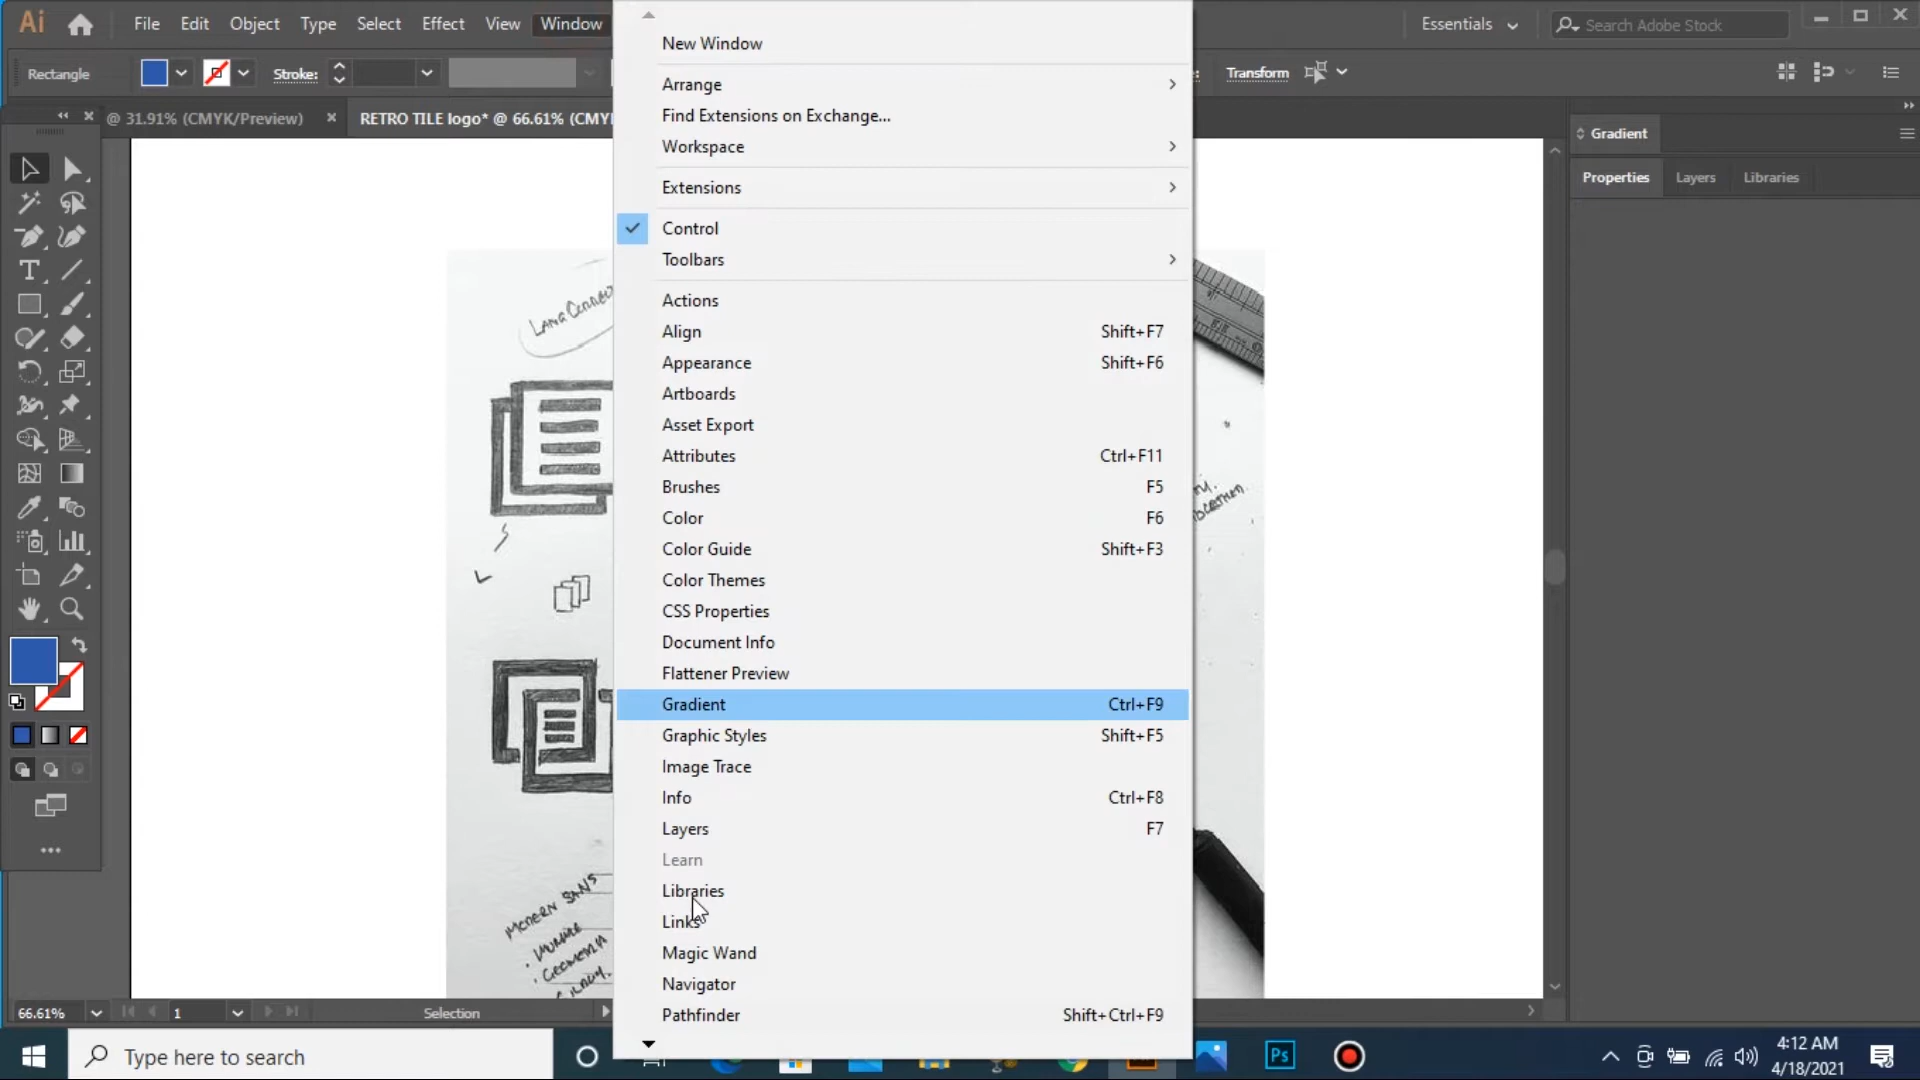 Ai
File Edit Object Type Select Effect View Window
Essentials
Search Adobe Stock
Rectangle
Stroke:
Transform
@ 31.91% (CMYK/Preview) ×
RETRO TILE logo* @ 66.61% (CMY
New Window
Arrange
Find Extensions on Exchange...
Workspace
Extensions
Control
Toolbars
Actions
Align Shift+F7
Appearance Shift+F6
Artboards
Asset Export
Attributes Ctrl+F11
Brushes F5
Color F6
Color Guide Shift+F3
Color Themes
CSS Properties
Document Info
Flattener Preview
Gradient Ctrl+F9
Graphic Styles Shift+F5
Image Trace
Info Ctrl+F8
Layers F7
Learn
Libraries
Links
Magic Wand
Navigator
Pathfinder Shift+Ctrl+F9
Gradient
Properties Layers Libraries
MODERN SANS
66.61%
1
Selection
Type here to search
Ps
4:12 AM
4/18/2021